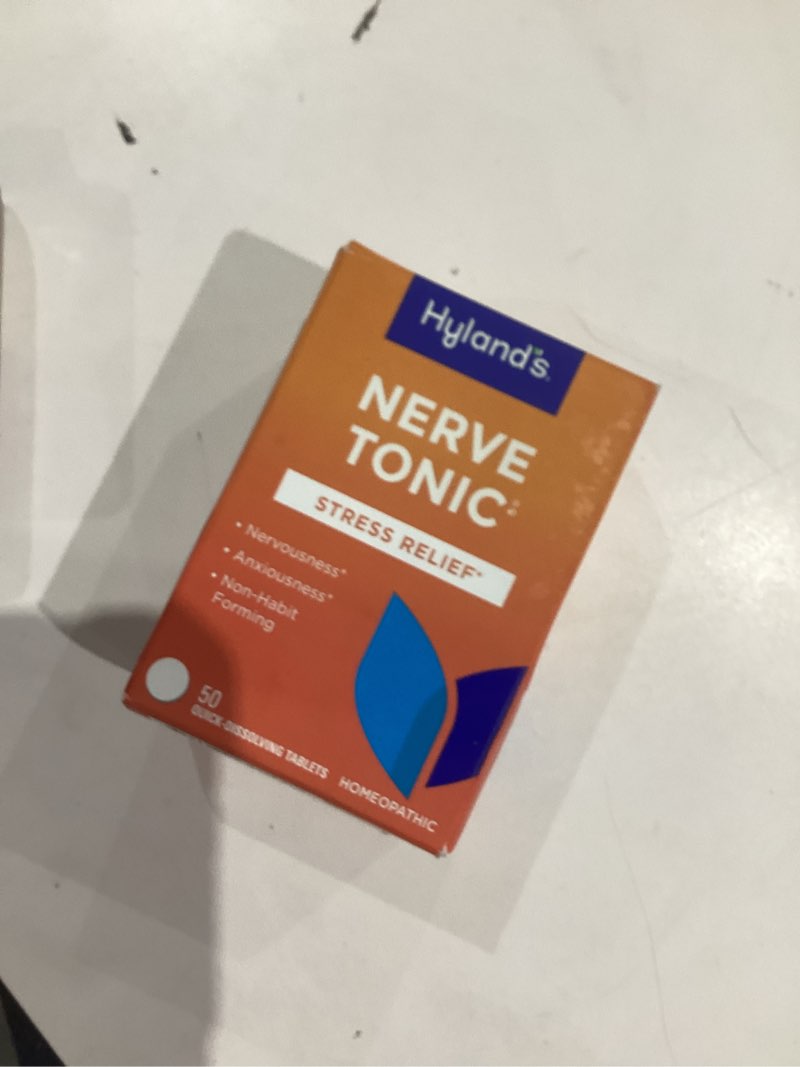 Hyland's
NERVE
TONIC‡
STRESS RELIEF*
• Nervousness*
• Anxiousness*
• Non-Habit
Forming
50
QUICK-DISSOLVING TABLETS
HOMEOPATHIC